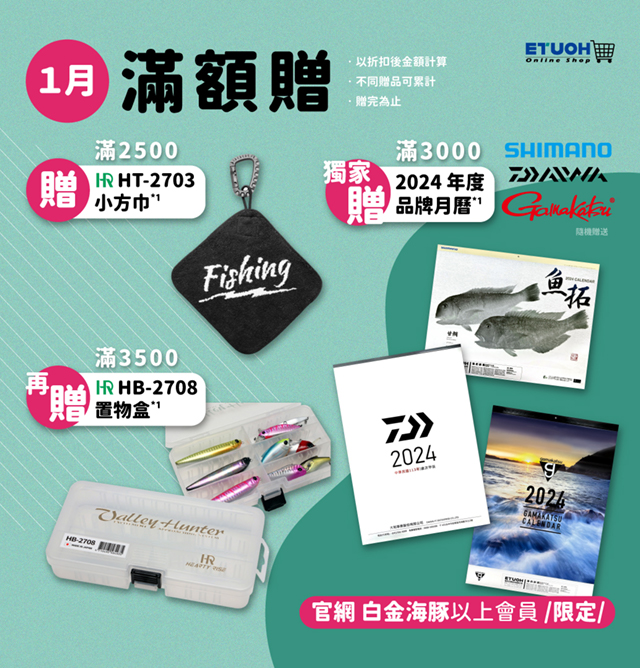 1月 滿額贈
·以折扣後金額計算
·不同贈品可累計
·贈完為止
ETUOH
Online Shop
滿2500
贈
HR HT-2703
小方巾*1
Fishing
滿3000
獨家
贈
2024 年度
品牌月曆*1
SHIMANO
DAIWA
Gamakatsu
隨機贈送
2024 CALENDAR
魚拓
滿3500
再
贈
HR HB-2708
置物盒*1
Valley Hunter
HB-2708
HR
HEARTY RISE
2024
2024
GAMAKATSU
CALENDAR
ETUOH
官網 白金海豚以上會員 /限定/